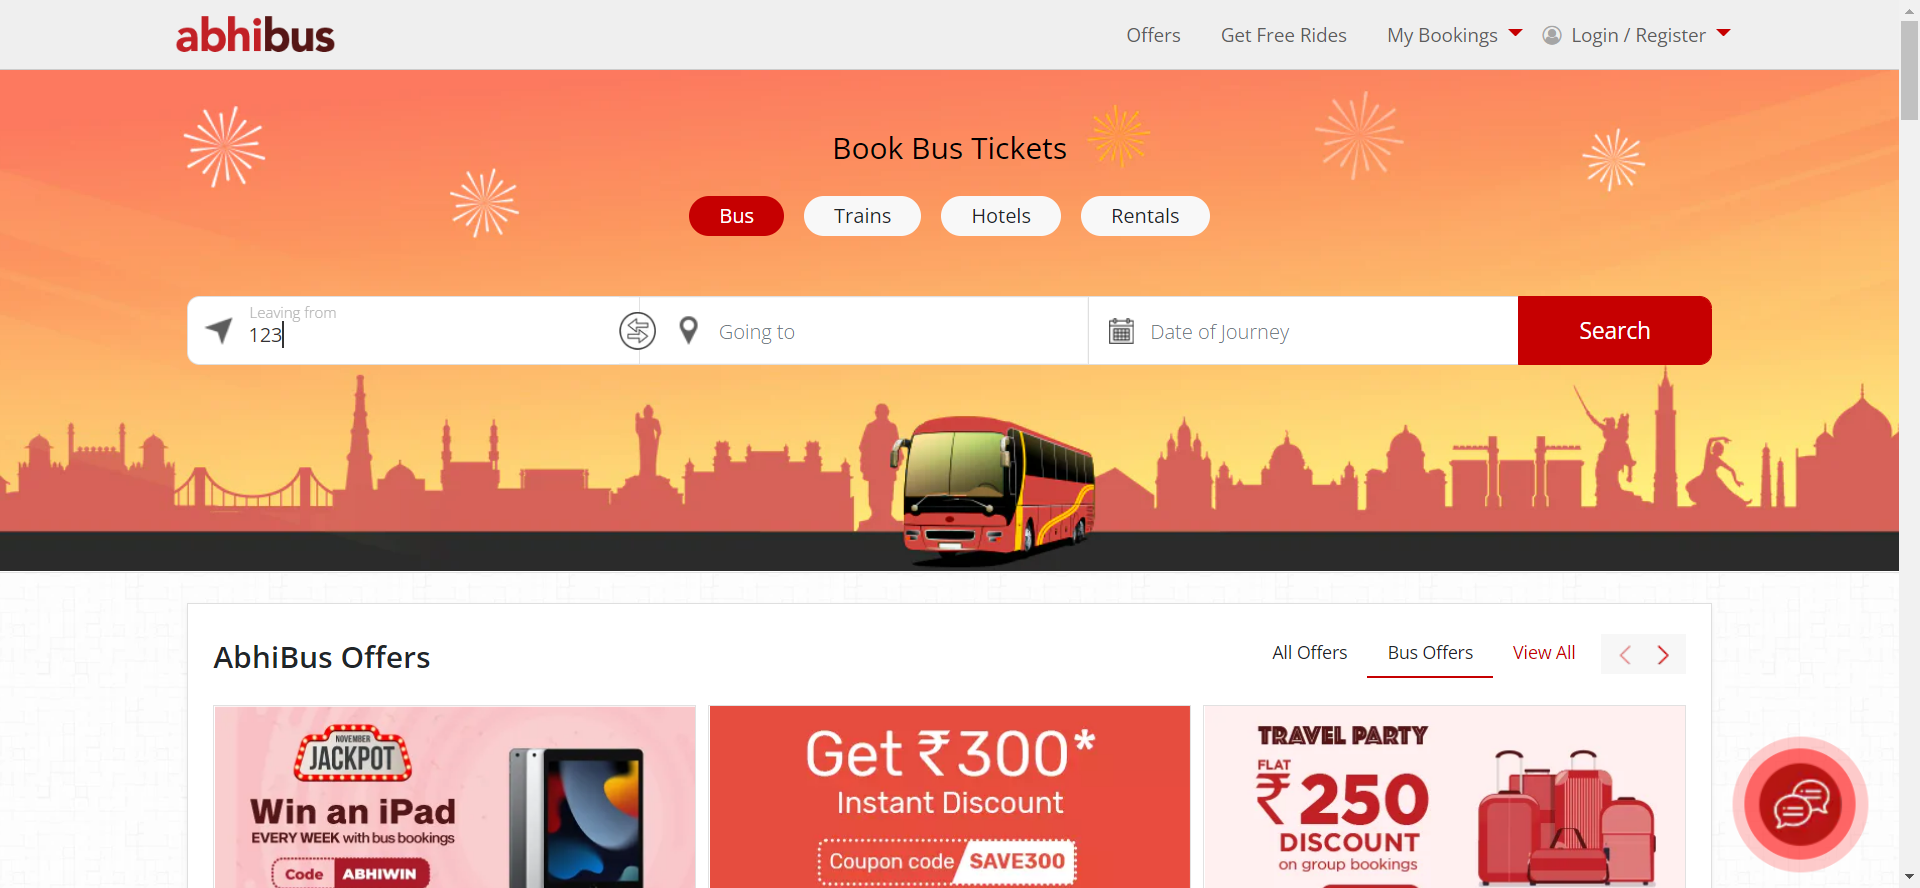 abhibus
Offers
Get Free Rides
My Bookings
Login / Register
Book Bus Tickets
Bus
Trains
Hotels
Rentals
Leaving from
123
Going to
Date of Journey
Search
AbhiBus Offers
All Offers
Bus Offers
View All
NOVEMBER
JACKPOT
Win an iPad
EVERY WEEK with bus bookings
Code ABHIWIN
Get ₹300*
Instant Discount
Coupon code SAVE300
TRAVEL PARTY
FLAT
₹250
DISCOUNT
on group bookings